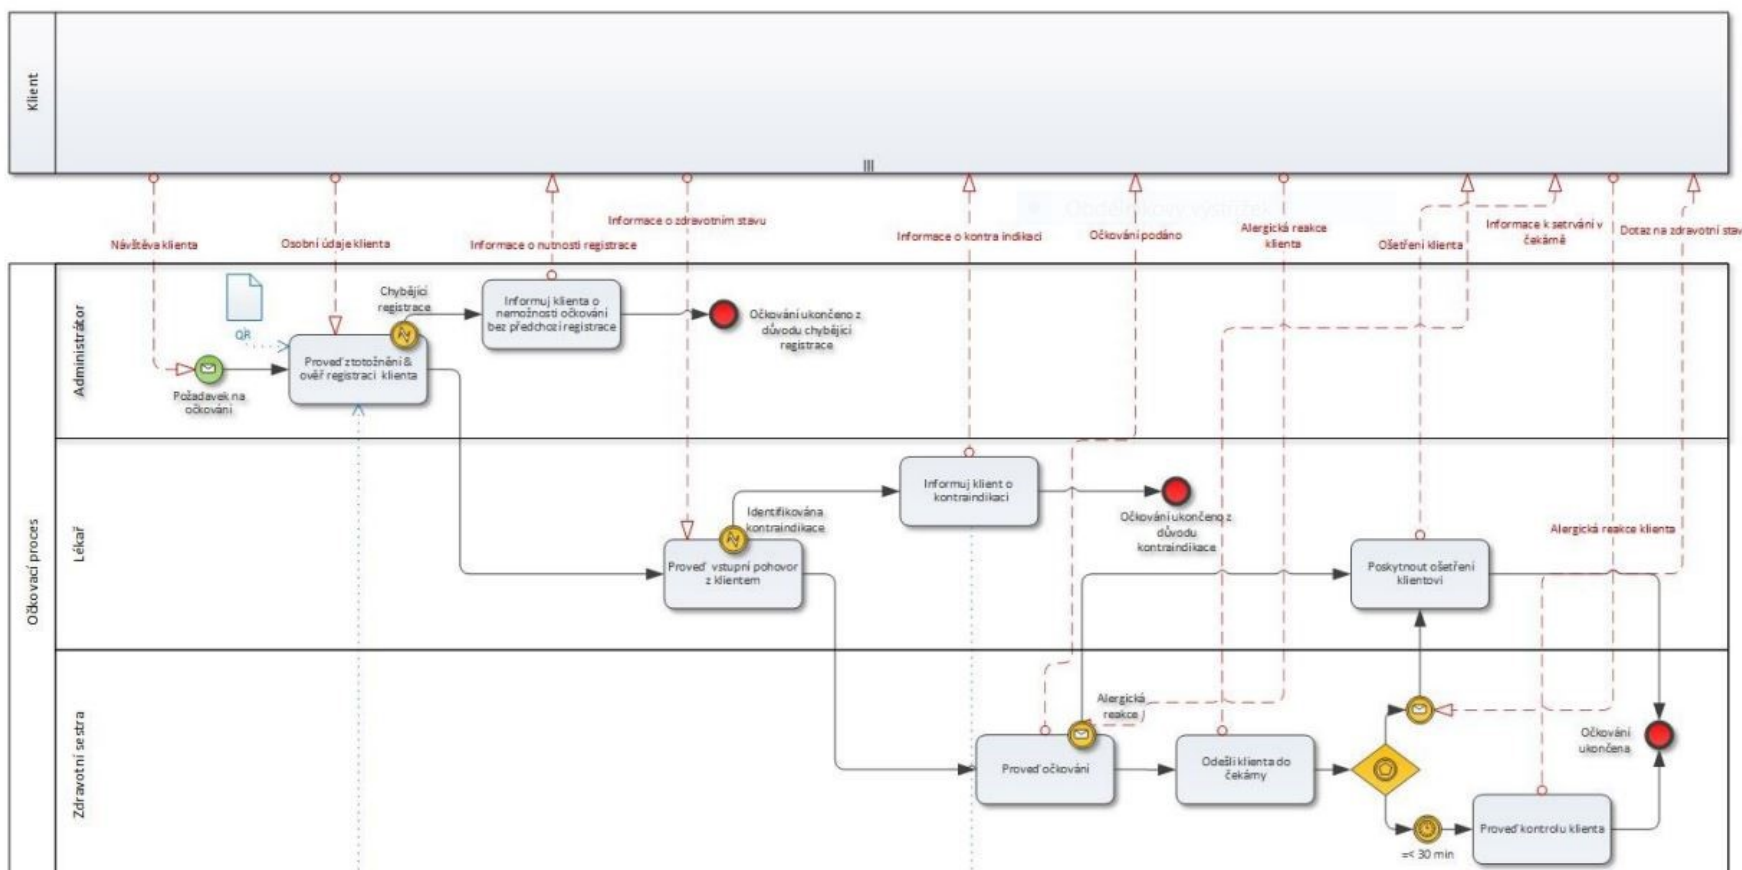 Klient
Obdélníkový výstřižek
Návštěva klienta
Osobní údaje klienta
Informace o nutnosti registrace
Informace o zdravotním stavu
Informace o kontra indikaci
Očkování podáno
Alergická reakce
klienta
Ošetření klienta
Informace k setrvání v
čekárně
Dotaz na zdravotní stav
Očkovací proces
Administrátor
QR
Požadavek na
očkování
Proveď ztotožnění &
ověř registraci klienta
Chybějící
registrace
Informuj klienta o
nemožnosti očkování
bez předchozí registrace
Očkování ukončeno z
důvodu chybějící
registrace
Lékař
Proveď vstupní pohovor
z klientem
Identifikována
kontraindikace
Informuj klient o
kontraindikaci
Očkování ukončeno z
důvodu
kontraindikace
Poskytnout ošetření
klientovi
Alergická reakce klienta
Zdravotní sestra
Proveď očkování
Alergická
reakce
Odešli klienta do
čekárny
=< 30 min
Proveď kontrolu klienta
Očkování
ukončena